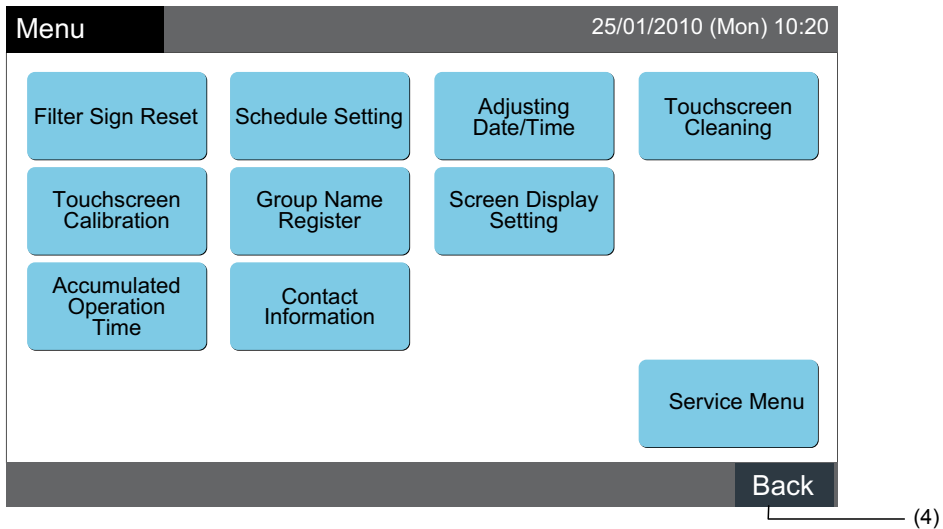 Menu
25/01/2010 (Mon) 10:20
Filter Sign Reset
Schedule Setting
Adjusting
Date/Time
Touchscreen
Cleaning
Touchscreen
Calibration
Group Name
Register
Screen Display
Setting
Accumulated
Operation
Time
Contact
Information
Service Menu
Back
(4)